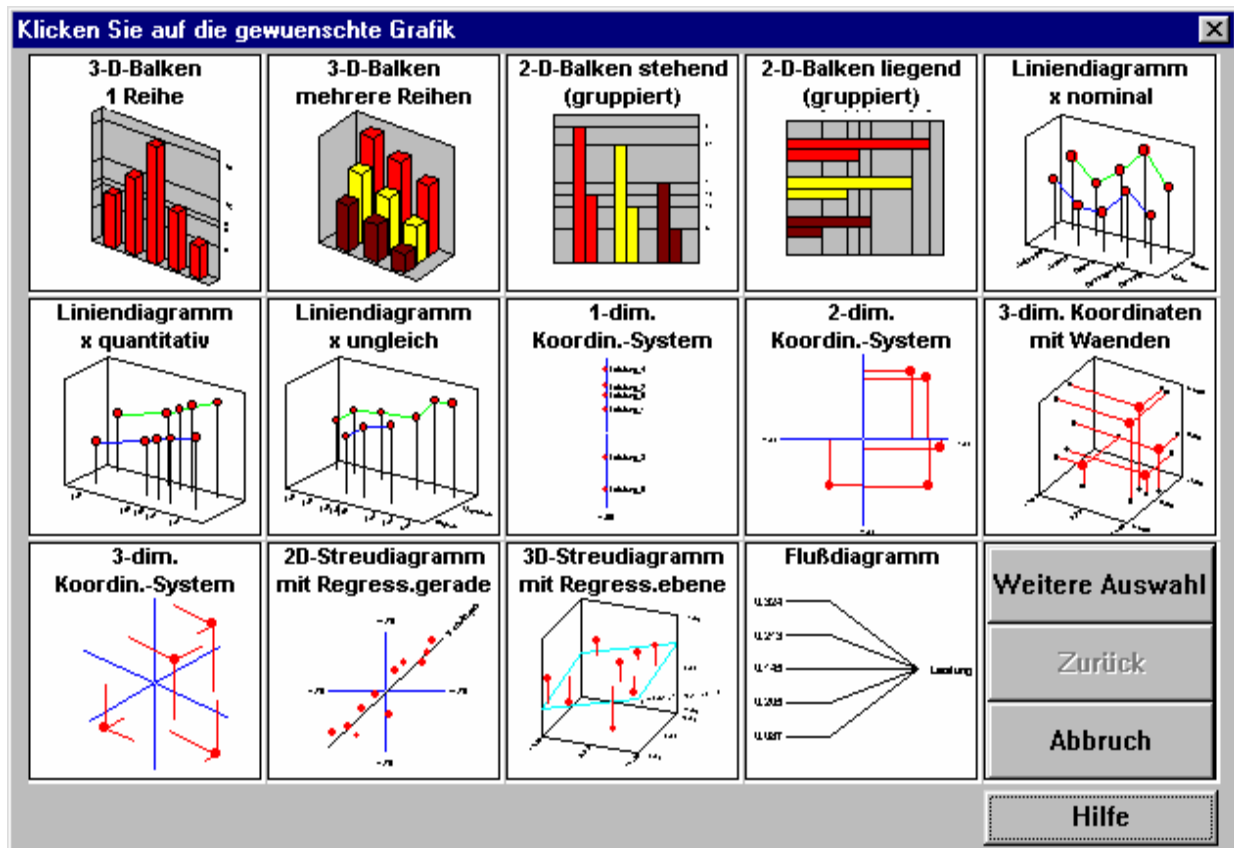 Klicken Sie auf die gewuenschte Grafik
3-D-Balken
1 Reihe
3-D-Balken
mehrere Reihen
2-D-Balken stehend
(gruppiert)
2-D-Balken liegend
(gruppiert)
Liniendiagramm
x nominal
Liniendiagramm
x quantitativ
Liniendiagramm
x ungleich
1-dim.
Koordin.-System
2-dim.
Koordin.-System
3-dim. Koordinaten
mit Waenden
3-dim.
Koordin.-System
2D-Streudiagramm
mit Regress.gerade
3D-Streudiagramm
mit Regress.ebene
Flußdiagramm
Leistung
Weitere Auswahl
Zurück
Abbruch
Hilfe